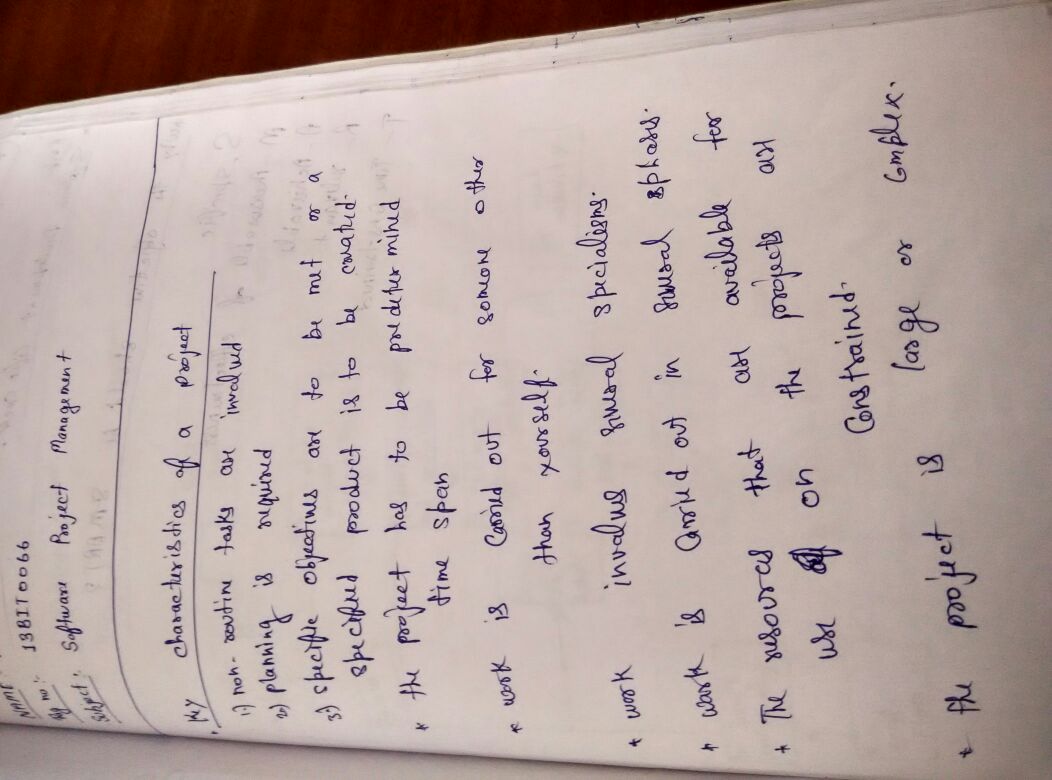 NAME :
Reg no : 13BIT0066
Subject : Software Project Management
Key characteristics of a project
1) non-routine tasks are involved
2) planning is required
3) specific objectives are to be met or a
specified product is to be created.
* the project has to be predetermined
time span
* work is Carried out for someone other
than yourself.
* work involves several specialisms.
* work is Carried out in several phases.
* The resources that are available for
use on the projects are
Constrained.
* the project is large or Complex.